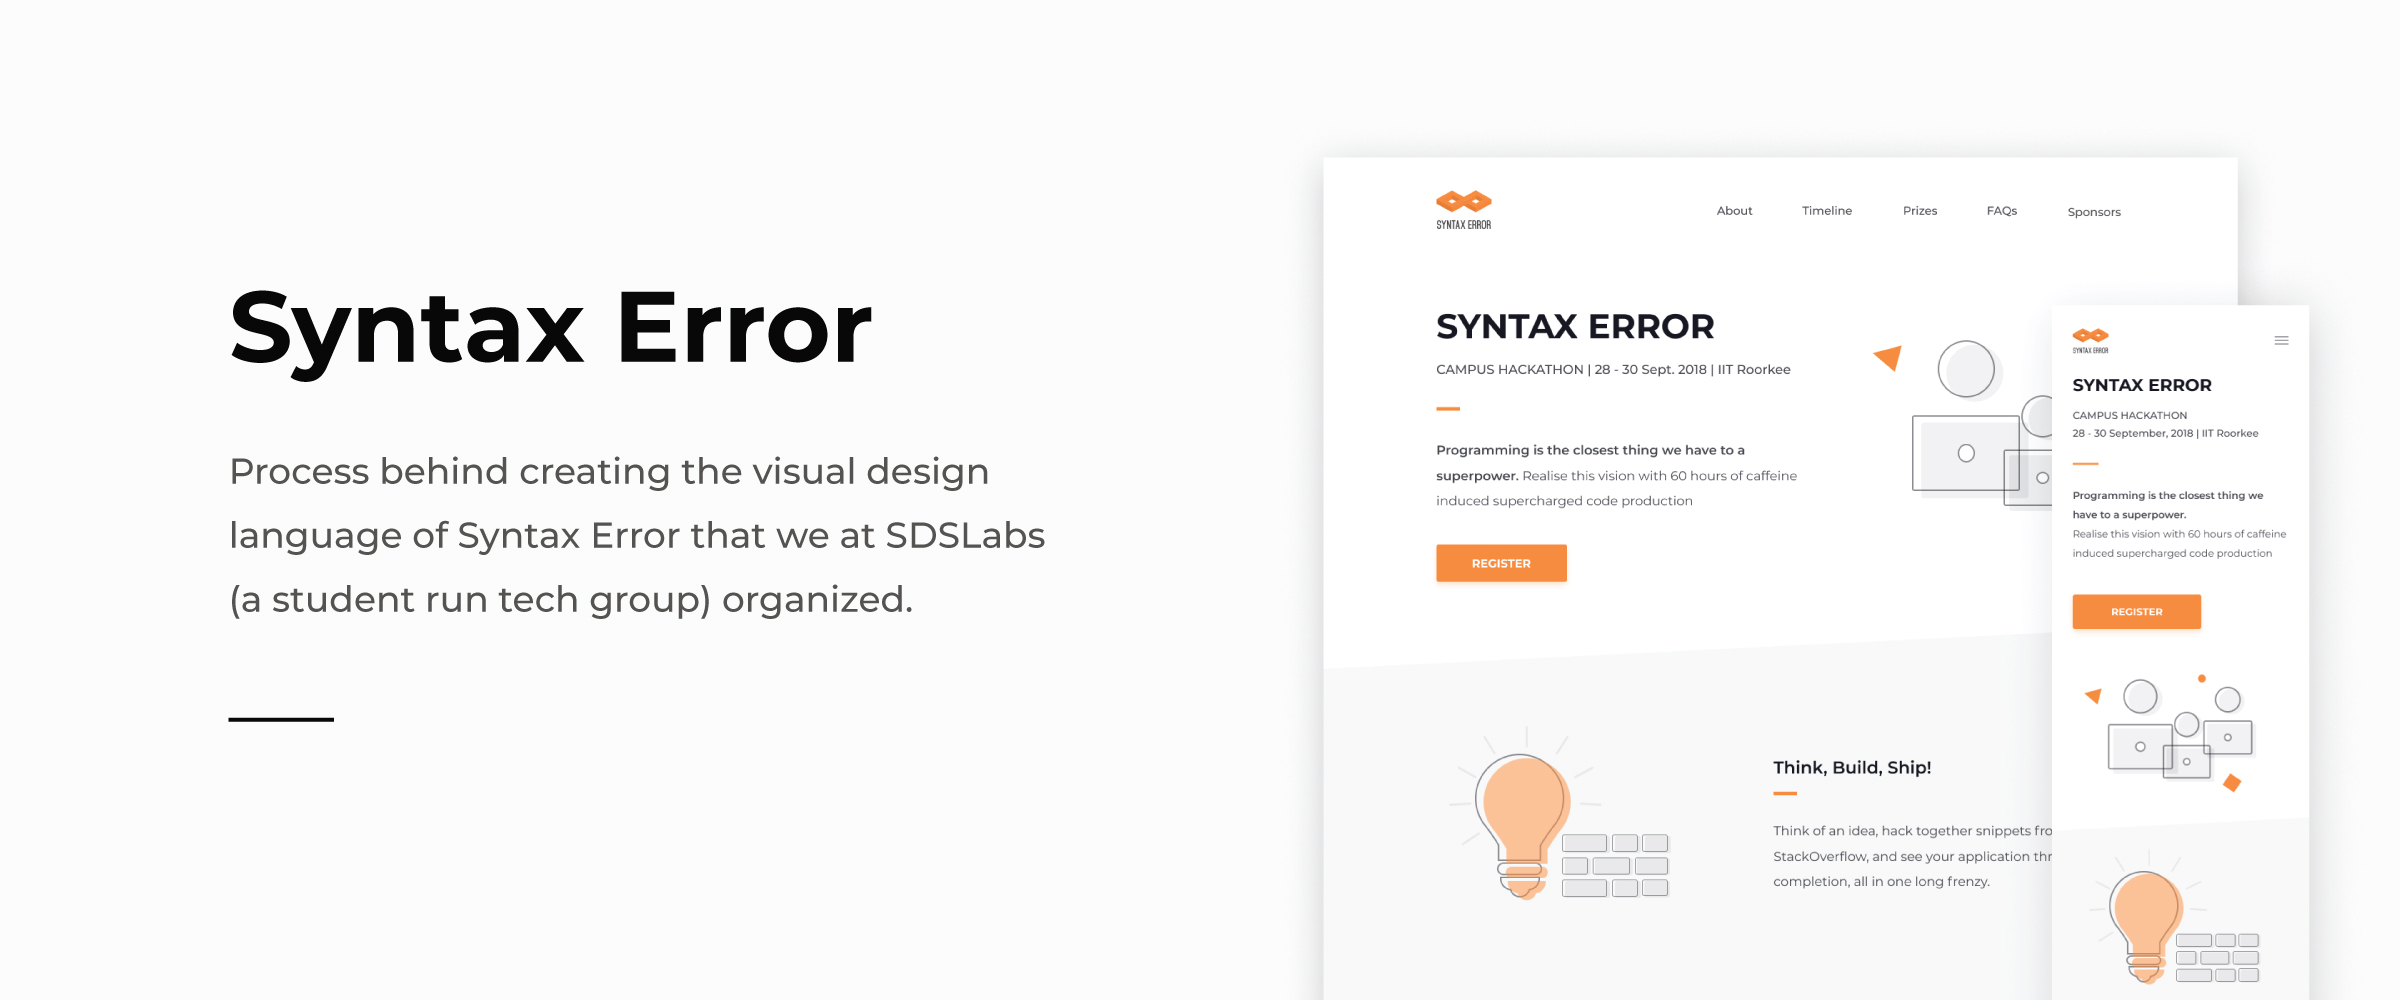 Syntax Error
Process behind creating the visual design
language of Syntax Error that we at SDSLabs
(a student run tech group) organized.
SYNTAX ERROR
About
Timeline
Prizes
FAQs
Sponsors
SYNTAX ERROR
CAMPUS HACKATHON | 28 - 30 Sept. 2018 | IIT Roorkee
Programming is the closest thing we have to a
superpower. Realise this vision with 60 hours of caffeine
induced supercharged code production
REGISTER
Think, Build, Ship!
Think of an idea, hack together snippets
StackOverflow, and see your application
completion, all in one long frenzy.
SYNTAX ERROR
SYNTAX ERROR
CAMPUS HACKATHON
28 - 30 September, 2018 | IIT Roorkee
Programming is the closest thing we
have to a superpower.
Realise this vision with 60 hours of caffeine
induced supercharged code production
REGISTER